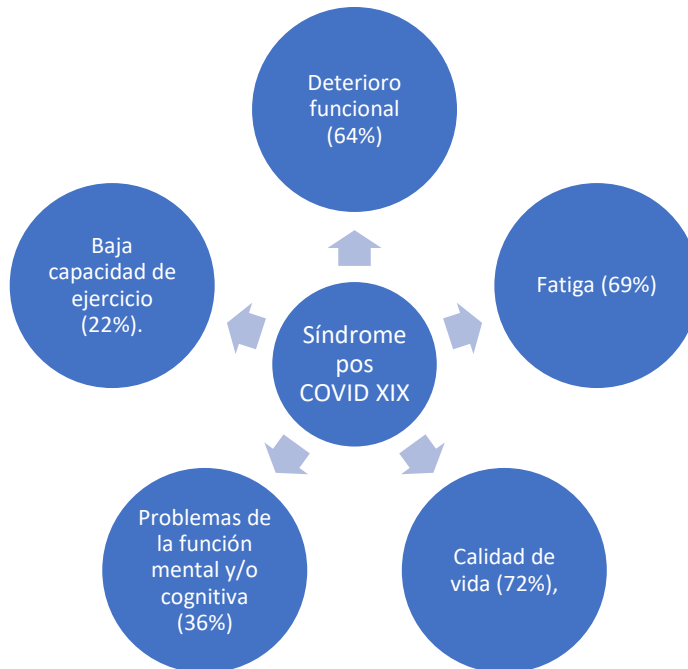 Deterioro
funcional
(64%)
Baja
capacidad de
ejercicio
(22%).
Fatiga (69%)
Síndrome
pos
COVID XIX
Problemas de
la función
mental y/o
cognitiva
(36%)
Calidad de
vida (72%),